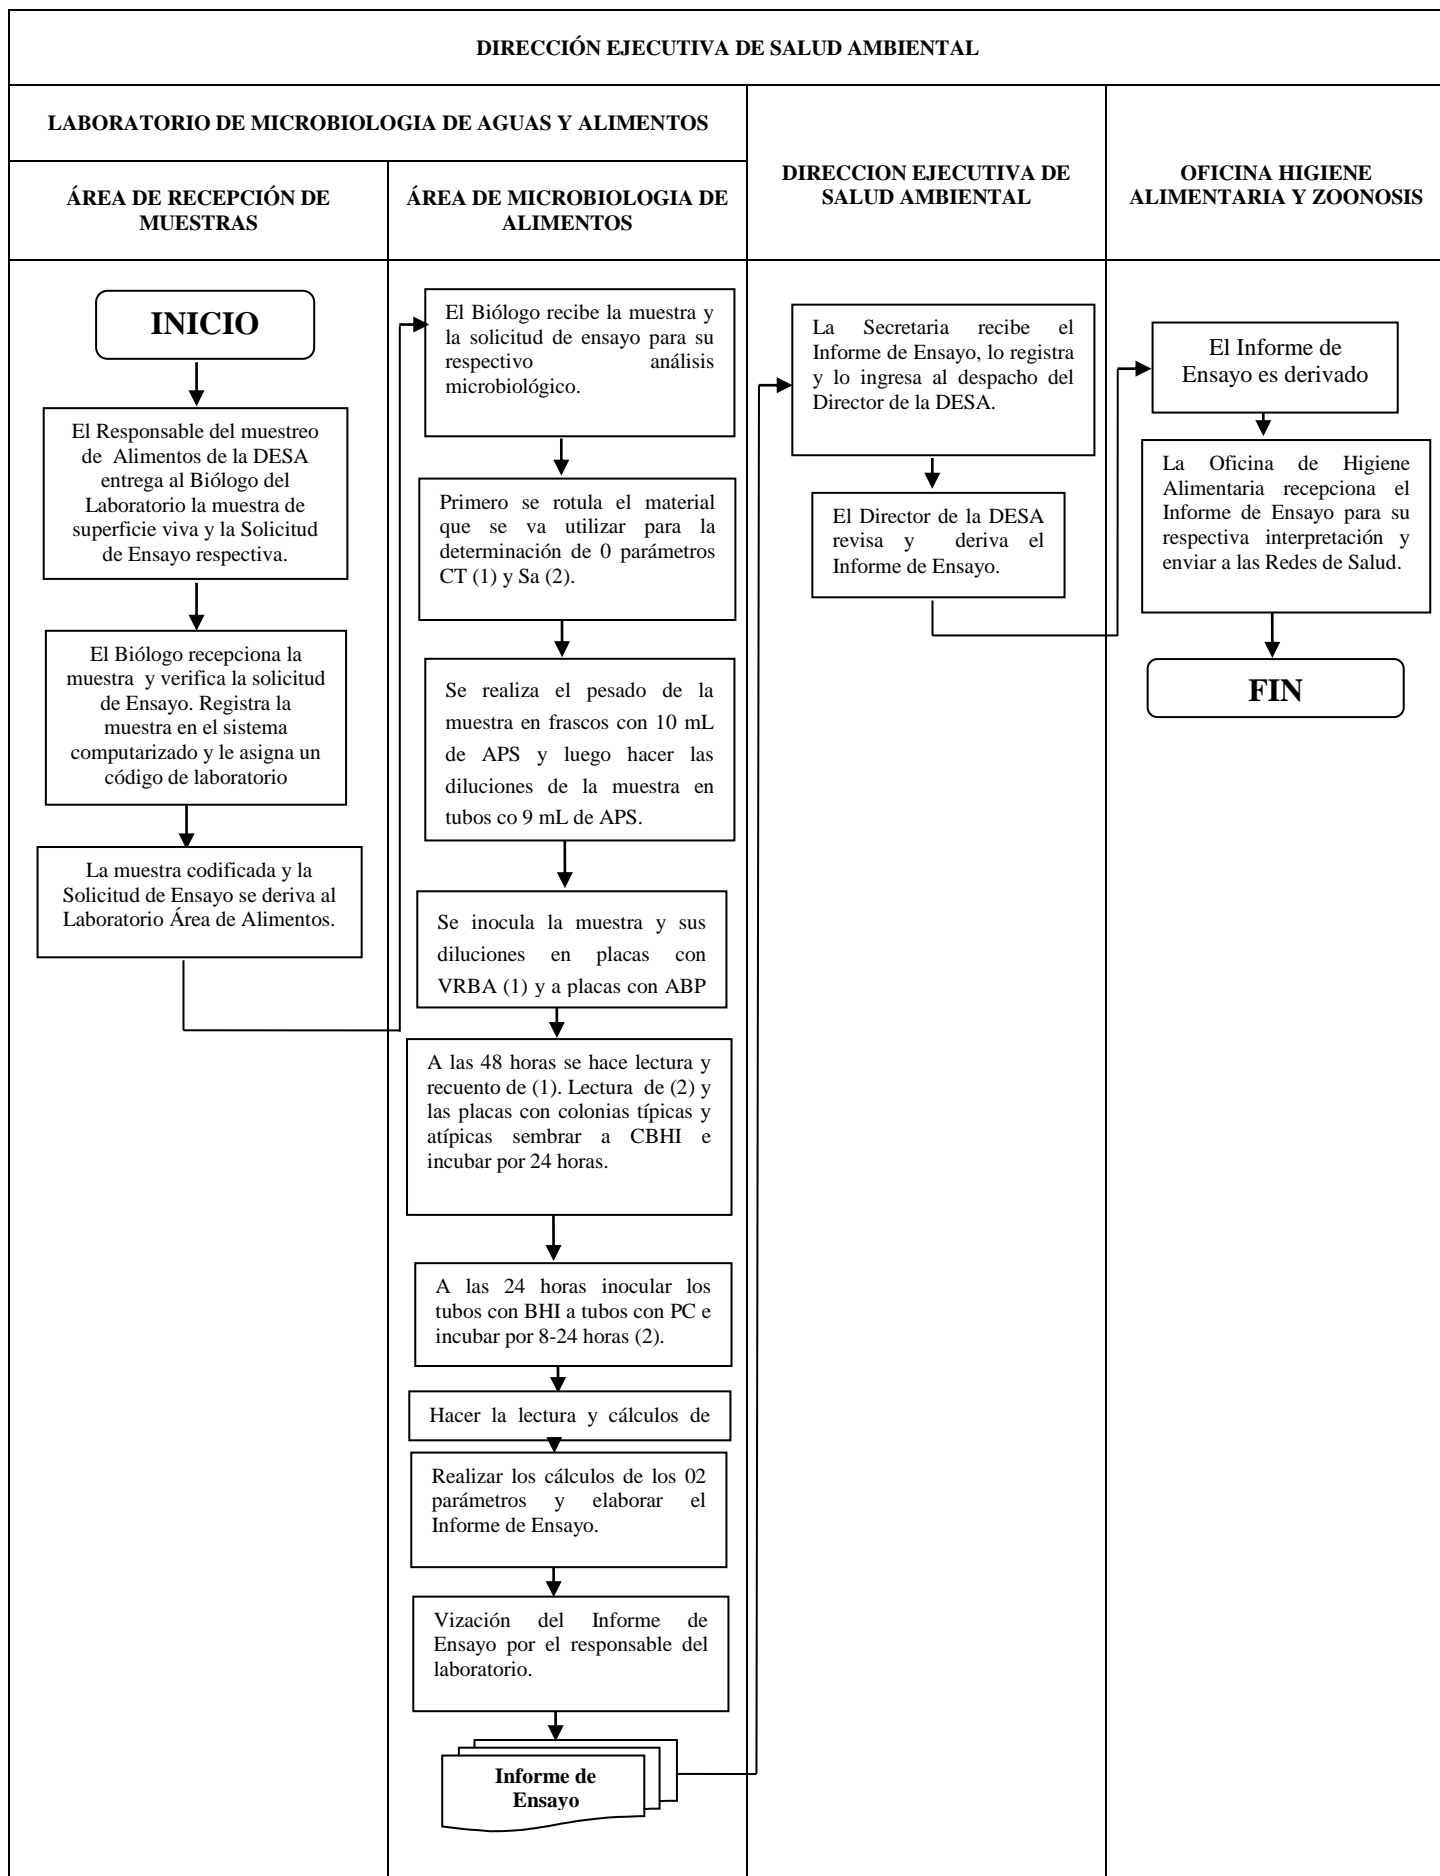 DIRECCIÓN EJECUTIVA DE SALUD AMBIENTAL
LABORATORIO DE MICROBIOLOGIA DE AGUAS Y ALIMENTOS
ÁREA DE RECEPCIÓN DE
MUESTRAS
ÁREA DE MICROBIOLOGIA DE
ALIMENTOS
DIRECCION EJECUTIVA DE
SALUD AMBIENTAL
OFICINA HIGIENE
ALIMENTARIA Y ZOONOSIS
INICIO
El Responsable del muestreo
de Alimentos de la DESA
entrega al Biólogo del
Laboratorio la muestra de
superficie viva y la Solicitud
de Ensayo respectiva.
El Biólogo recepciona la
muestra y verifica la solicitud
de Ensayo. Registra la
muestra en el sistema
computarizado y le asigna un
código de laboratorio
La muestra codificada y la
Solicitud de Ensayo se deriva al
Laboratorio Área de Alimentos.
El Biólogo recibe la muestra y
la solicitud de ensayo para su
respectivo análisis
microbiológico.
Primero se rotula el material
que se va utilizar para la
determinación de 0 parámetros
CT (1) y Sa (2).
Se realiza el pesado de la
muestra en frascos con 10 mL
de APS y luego hacer las
diluciones de la muestra en
tubos co 9 mL de APS.
Se inocula la muestra y sus
diluciones en placas con
VRBA (1) y a placas con ABP
A las 48 horas se hace lectura y
recuento de (1). Lectura de (2) y
las placas con colonias típicas y
atípicas sembrar a CBHI e
incubar por 24 horas.
A las 24 horas inocular los
tubos con BHI a tubos con PC e
incubar por 8-24 horas (2).
Hacer la lectura y cálculos de
Realizar los cálculos de los 02
parámetros y elaborar el
Informe de Ensayo.
Vización del Informe de
Ensayo por el responsable del
laboratorio.
Informe de
Ensayo
La Secretaria recibe el
Informe de Ensayo, lo registra
y lo ingresa al despacho del
Director de la DESA.
El Director de la DESA
revisa y deriva el
Informe de Ensayo.
El Informe de
Ensayo es derivado
La Oficina de Higiene
Alimentaria recepciona el
Informe de Ensayo para su
respectiva interpretación y
enviar a las Redes de Salud.
FIN